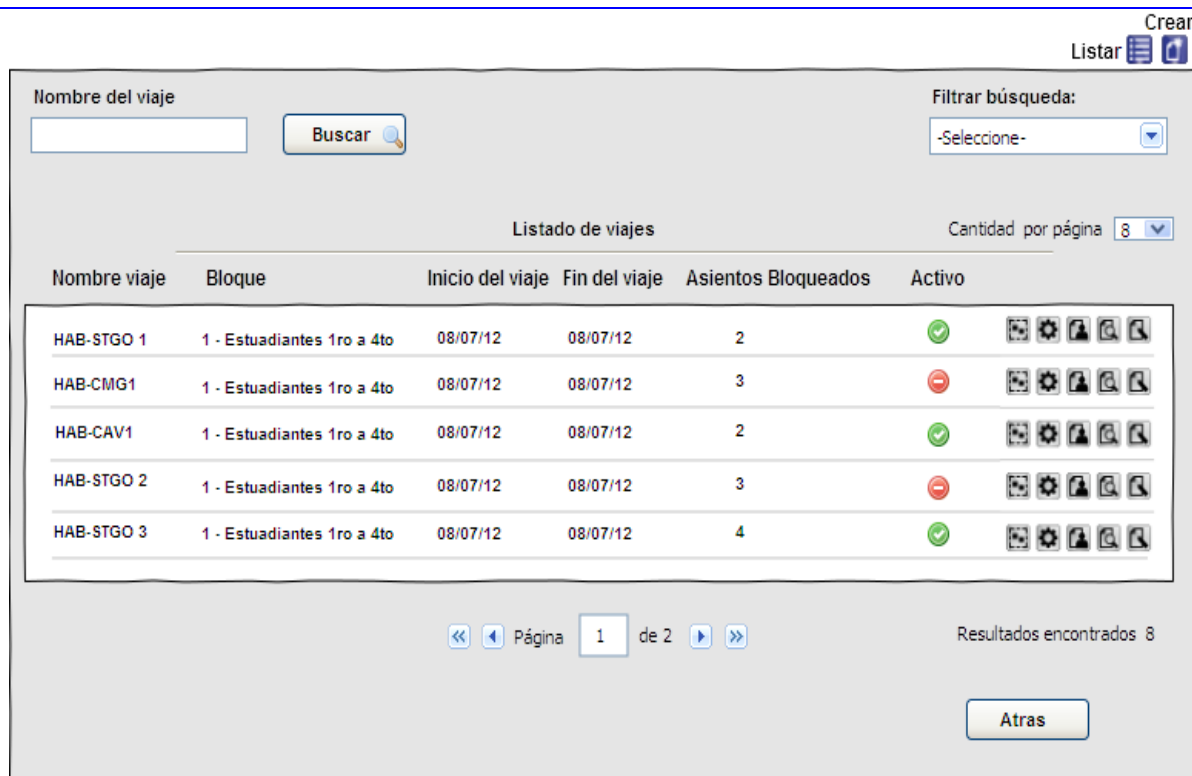 Crear
Listar
Nombre del viaje Filtrar búsqueda:
Buscar -Seleccione-
Listado de viajes Cantidad por página 8
Nombre viaje Bloque Inicio del viaje Fin del viaje Asientos Bloqueados Activo
HAB-STGO 1 1 - Estuadiantes 1ro a 4to 08/07/12 08/07/12 2
HAB-CMG1 1 - Estuadiantes 1ro a 4to 08/07/12 08/07/12 3
HAB-CAV1 1 - Estuadiantes 1ro a 4to 08/07/12 08/07/12 2
HAB-STGO 2 1 - Estuadiantes 1ro a 4to 08/07/12 08/07/12 3
HAB-STGO 3 1 - Estuadiantes 1ro a 4to 08/07/12 08/07/12 4
Página 1 de 2 Resultados encontrados 8
Atras